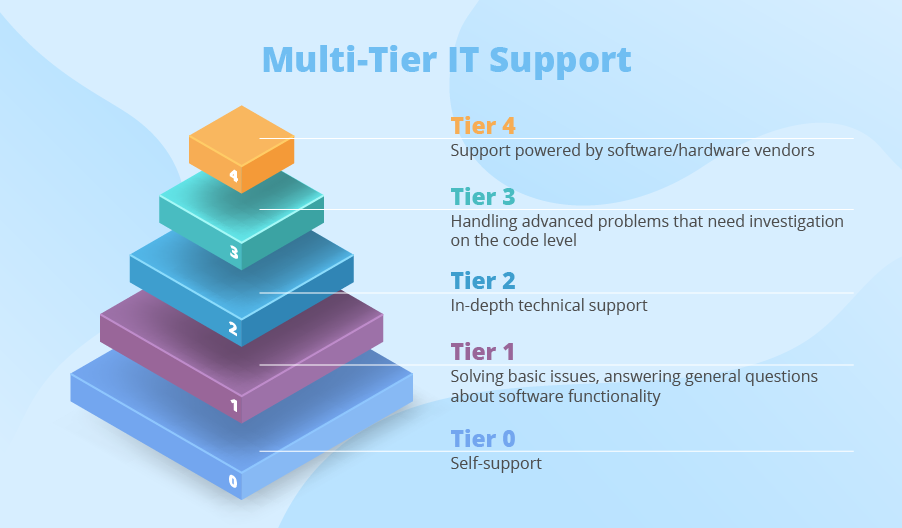 Multi-Tier IT Support
Tier 4
Support powered by software/hardware vendors
4
Tier 3
Handling advanced problems that need investigation
on the code level
3
Tier 2
In-depth technical support
2
Tier 1
Solving basic issues, answering general questions
about software functionality
1
Tier 0
Self-support
0